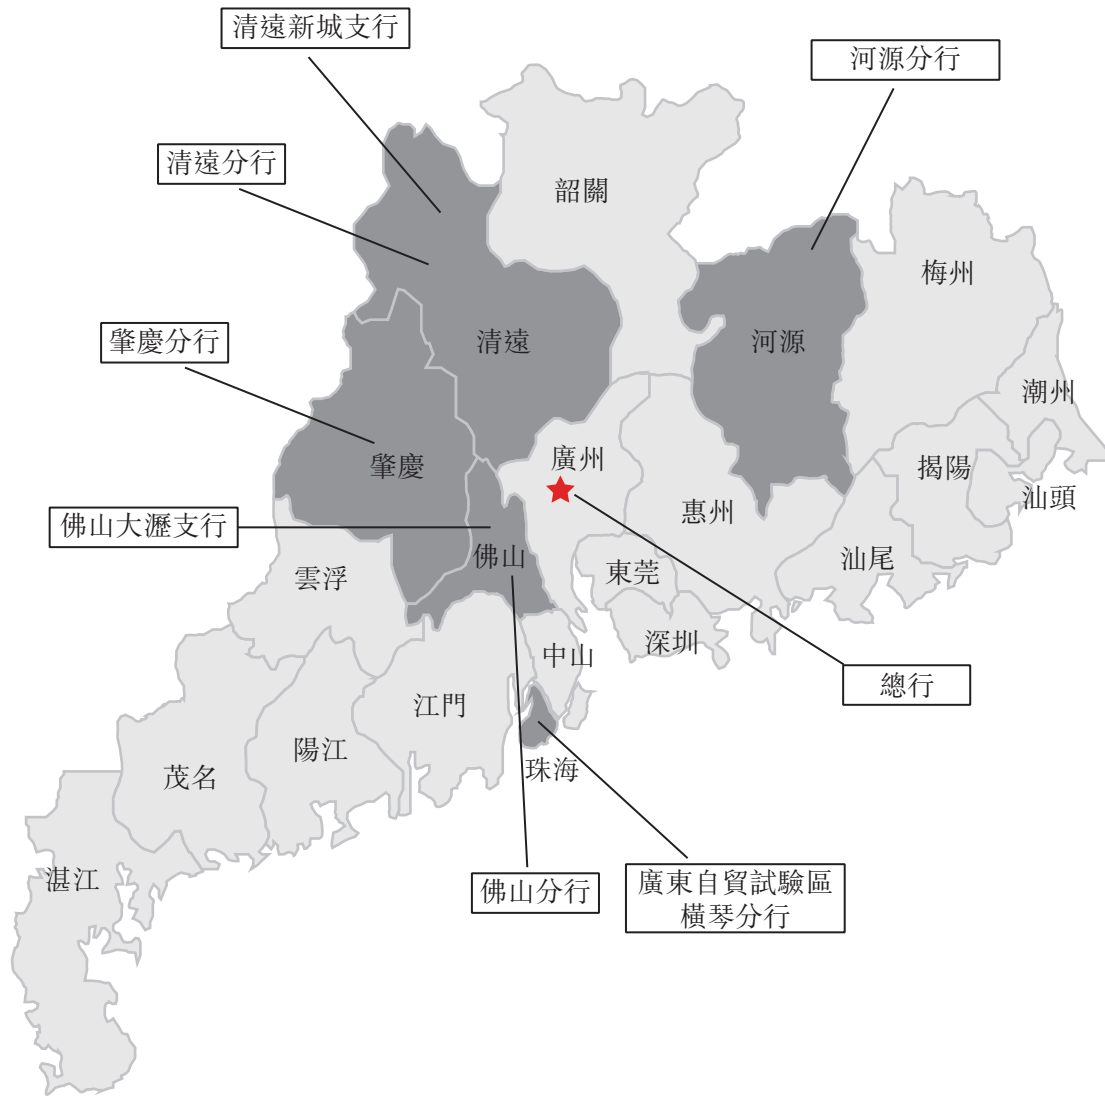 清遠新城支行
河源分行
清遠分行
韶關
梅州
肇慶分行
清遠
河源
潮州
肇慶
廣州
揭陽
汕頭
佛山大瀝支行
惠州
佛山
東莞
汕尾
雲浮
中山
深圳
總行
江門
陽江
珠海
茂名
湛江
佛山分行
廣東自貿試驗區
橫琴分行